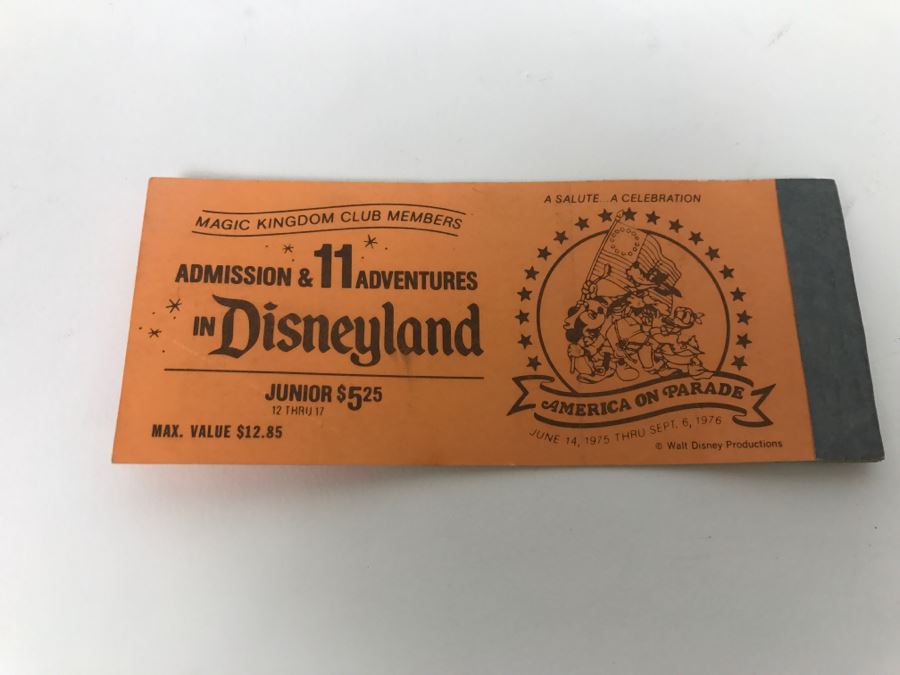 MAGIC KINGDOM CLUB MEMBERS
ADMISSION & 11 ADVENTURES
IN Disneyland
JUNIOR $5.25
12 THRU 17
MAX. VALUE $12.85
A SALUTE...A CELEBRATION
AMERICA ON PARADE
JUNE 14, 1975 THRU SEPT. 6, 1976
© Walt Disney Productions